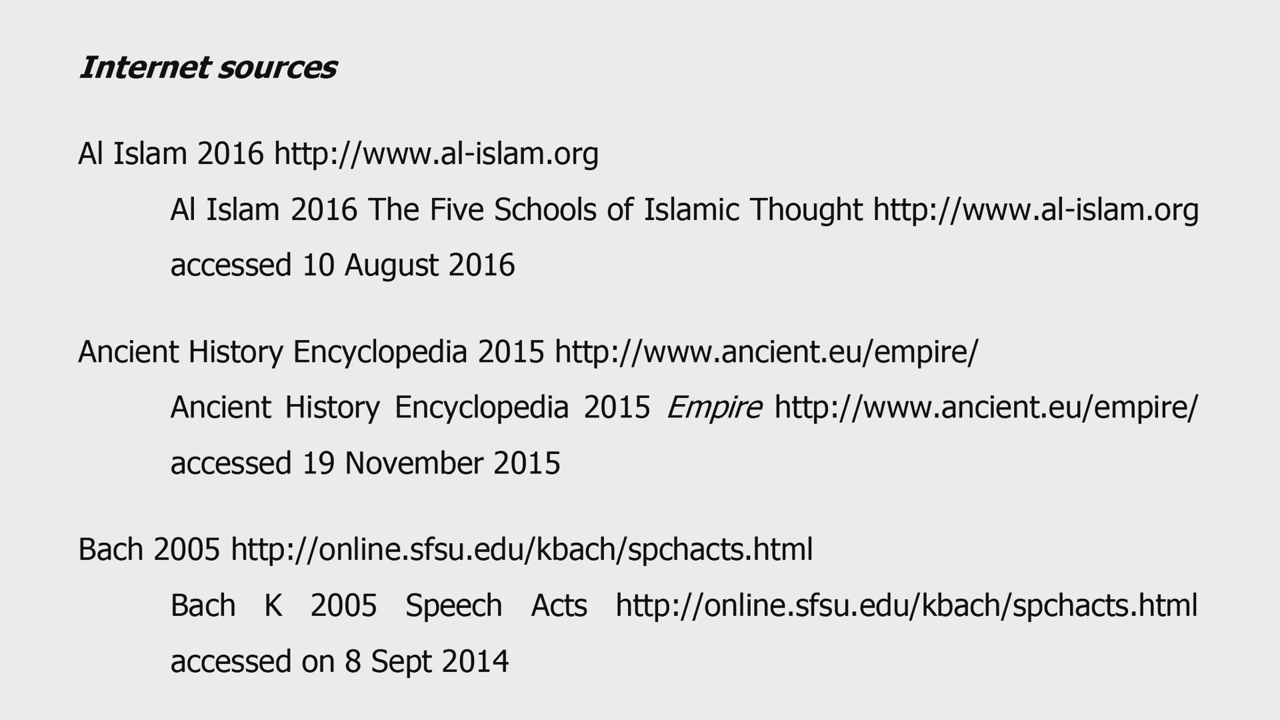 Internet sources
Al Islam 2016 http://www.al-islam.org
Al Islam 2016 The Five Schools of Islamic Thought http://www.al-islam.org
accessed 10 August 2016
Ancient History Encyclopedia 2015 http://www.ancient.eu/empire/
Ancient History Encyclopedia 2015 Empire http://www.ancient.eu/empire/
accessed 19 November 2015
Bach 2005 http://online.sfsu.edu/kbach/spchacts.html
Bach K 2005 Speech Acts http://online.sfsu.edu/kbach/spchacts.html
accessed on 8 Sept 2014